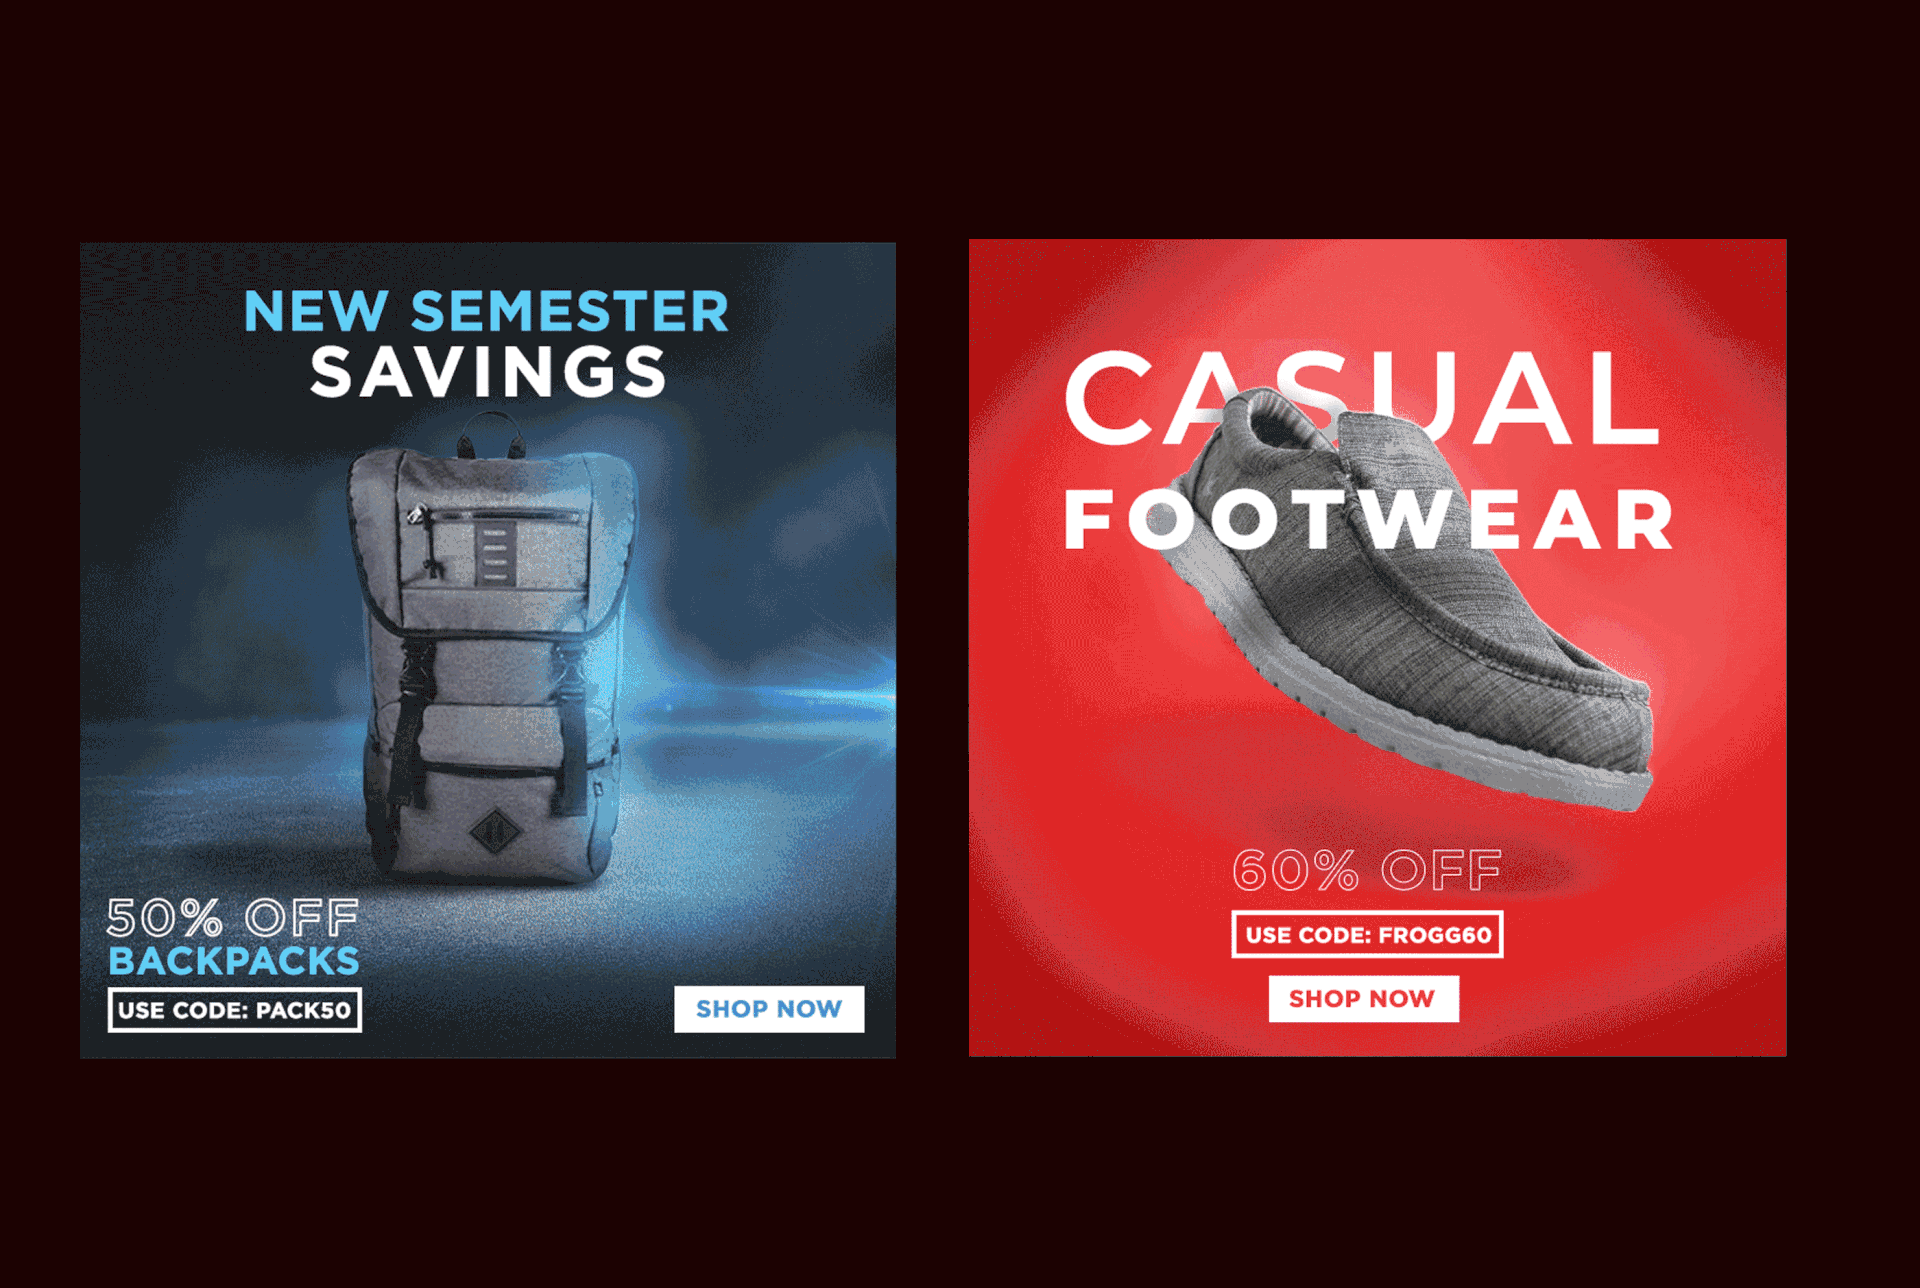 NEW SEMESTER
SAVINGS
50% OFF
BACKPACKS
USE CODE: PACK50
SHOP NOW
CASUAL
FOOTWEAR
60% OFF
USE CODE: FROGG60
SHOP NOW